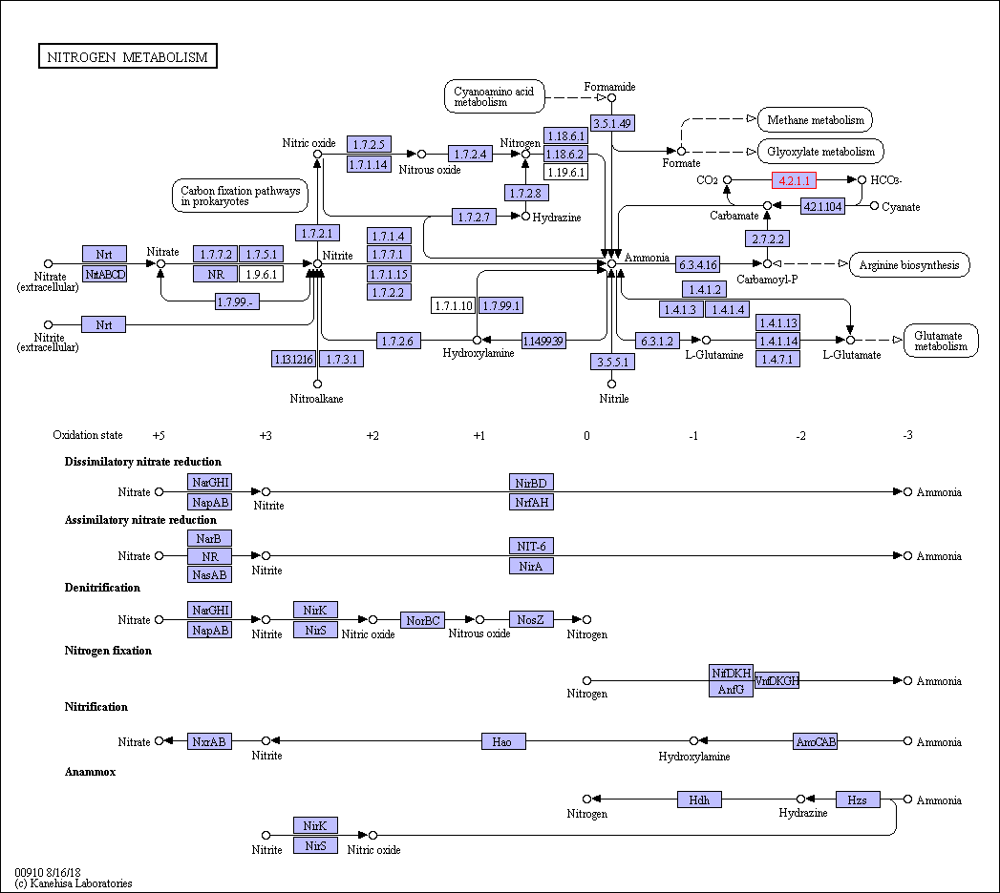 NITROGEN METABOLISM
Cyanoamino acid
metabolism
Formamide
3.5.1.49
Methane metabolism
Glyoxylate metabolism
Formate
Nitric oxide
1.7.2.5
1.7.1.14
Nitrous oxide
1.7.2.4
Nitrogen
1.18.6.1
1.18.6.2
1.19.6.1
CO2
4.2.1.1
HCO3-
Carbon fixation pathways
in prokaryotes
1.7.2.8
Hydrazine
1.7.2.7
Carbamate
4.2.1.104
Cyanate
1.7.2.1
2.7.2.2
Nrt
NrtABCD
Nitrate
(extracellular)
Nitrate
1.7.7.2
1.7.5.1
NR
1.9.6.1
Nitrite
1.7.1.4
1.7.7.1
1.7.1.15
1.7.2.2
Ammonia
6.3.4.16
Carbamoyl-P
Arginine biosynthesis
1.7.99.-
1.7.1.10
1.7.99.1
1.4.1.2
1.4.1.3
1.4.1.4
Nrt
Nitrite
(extracellular)
1.7.2.6
Hydroxylamine
1.14.99.39
6.3.1.2
L-Glutamine
1.4.1.13
1.4.1.14
1.4.7.1
L-Glutamate
Glutamate
metabolism
1.13.12.16
1.7.3.1
Nitroalkane
3.5.5.1
Nitrile
Oxidation state +5 +3 +2 +1 0 -1 -2 -3
Dissimilatory nitrate reduction
Nitrate
NarGHI
NapAB
Nitrite
NirBD
NrfAH
Ammonia
Assimilatory nitrate reduction
Nitrate
NarB
NR
NasAB
Nitrite
NIT-6
NirA
Ammonia
Denitrification
Nitrate
NarGHI
NapAB
Nitrite
NirK
NirS
Nitric oxide
NorBC
Nitrous oxide
NosZ
Nitrogen
Nitrogen fixation
Nitrogen
NifDKH
AnfG
VnfDKGH
Ammonia
Nitrification
Nitrate
NxrAB
Nitrite
Hao
Hydroxylamine
AmoCAB
Ammonia
Anammox
Nitrogen
Hdh
Hydrazine
Hzs
Ammonia
Nitrite
NirK
NirS
Nitric oxide
00910 8/16/18
(c) Kanehisa Laboratories